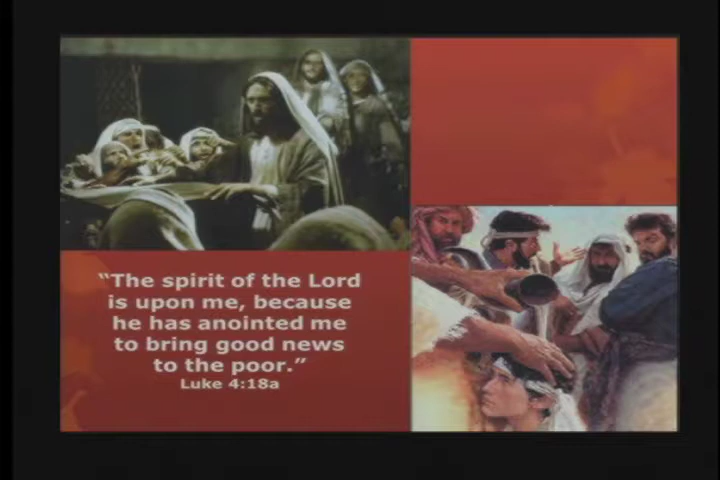 “The spirit of the Lord
is upon me, because
he has anointed me
to bring good news
to the poor.”
Luke 4:18a